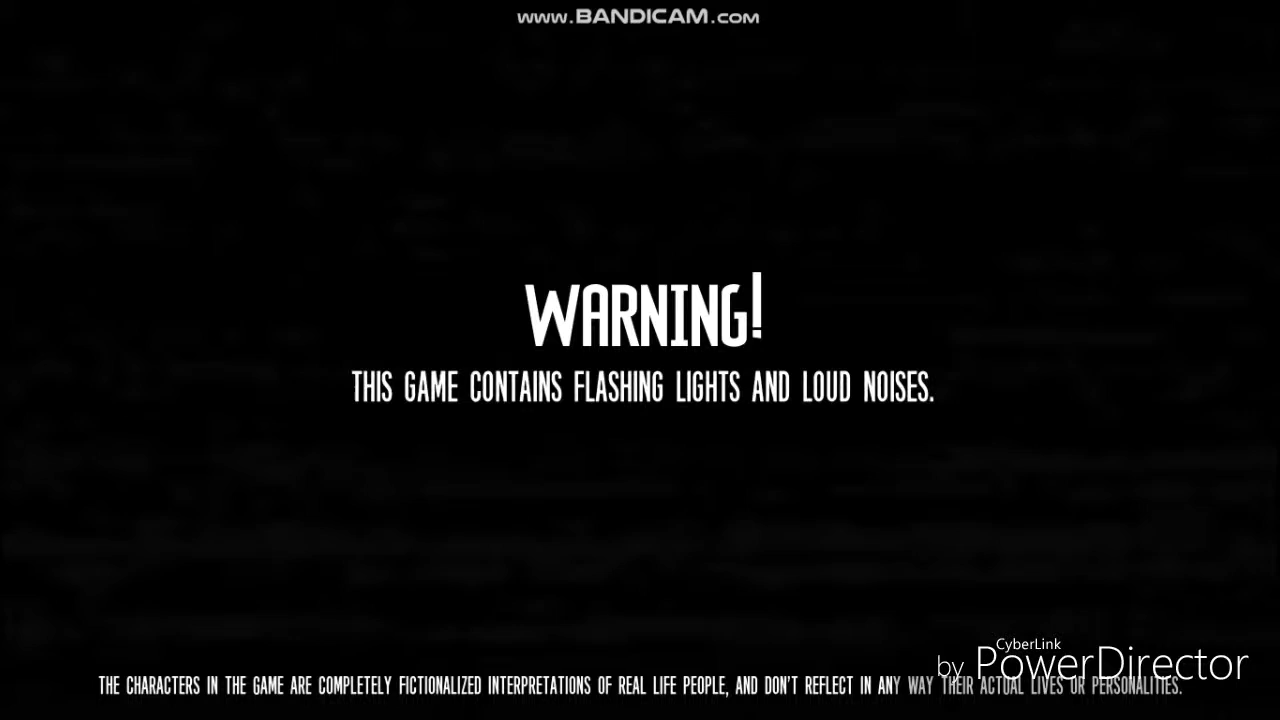 www.BANDICAM.com
WARNING!
THIS GAME CONTAINS FLASHING LIGHTS AND LOUD NOISES.
CyberLink
by PowerDirector
THE CHARACTERS IN THE GAME ARE COMPLETELY FICTIONALIZED INTERPRETATIONS OF REAL LIFE PEOPLE, AND DON'T REFLECT IN ANY WAY THEIR ACTUAL LIVES OR PERSONALITIES.